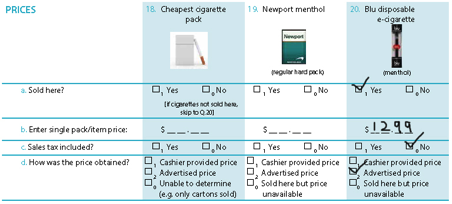 PRICES
18. Cheapest cigarette pack
19. Newport menthol
20. Blu disposable e-cigarette
Newport
(regular hard pack)
(menthol)
a. Sold here?
☐1 Yes ☐0 No
[if cigarettes not sold here, skip to Q.20]
☐1 Yes ☐0 No
☑1 Yes ☐0 No
b. Enter single pack/item price:
$ __ __ . __ __
$ __ __ . __ __
$ 12.99
c. Sales tax included?
☐1 Yes ☐0 No
☐1 Yes ☐0 No
☐1 Yes ☑0 No
d. How was the price obtained?
☐1 Cashier provided price
☐2 Advertised price
☐0 Unable to determine (e.g. only cartons sold)
☐1 Cashier provided price
☐2 Advertised price
☐0 Sold here but price unavailable
☐1 Cashier provided price
☑2 Advertised price
☐0 Sold here but price unavailable